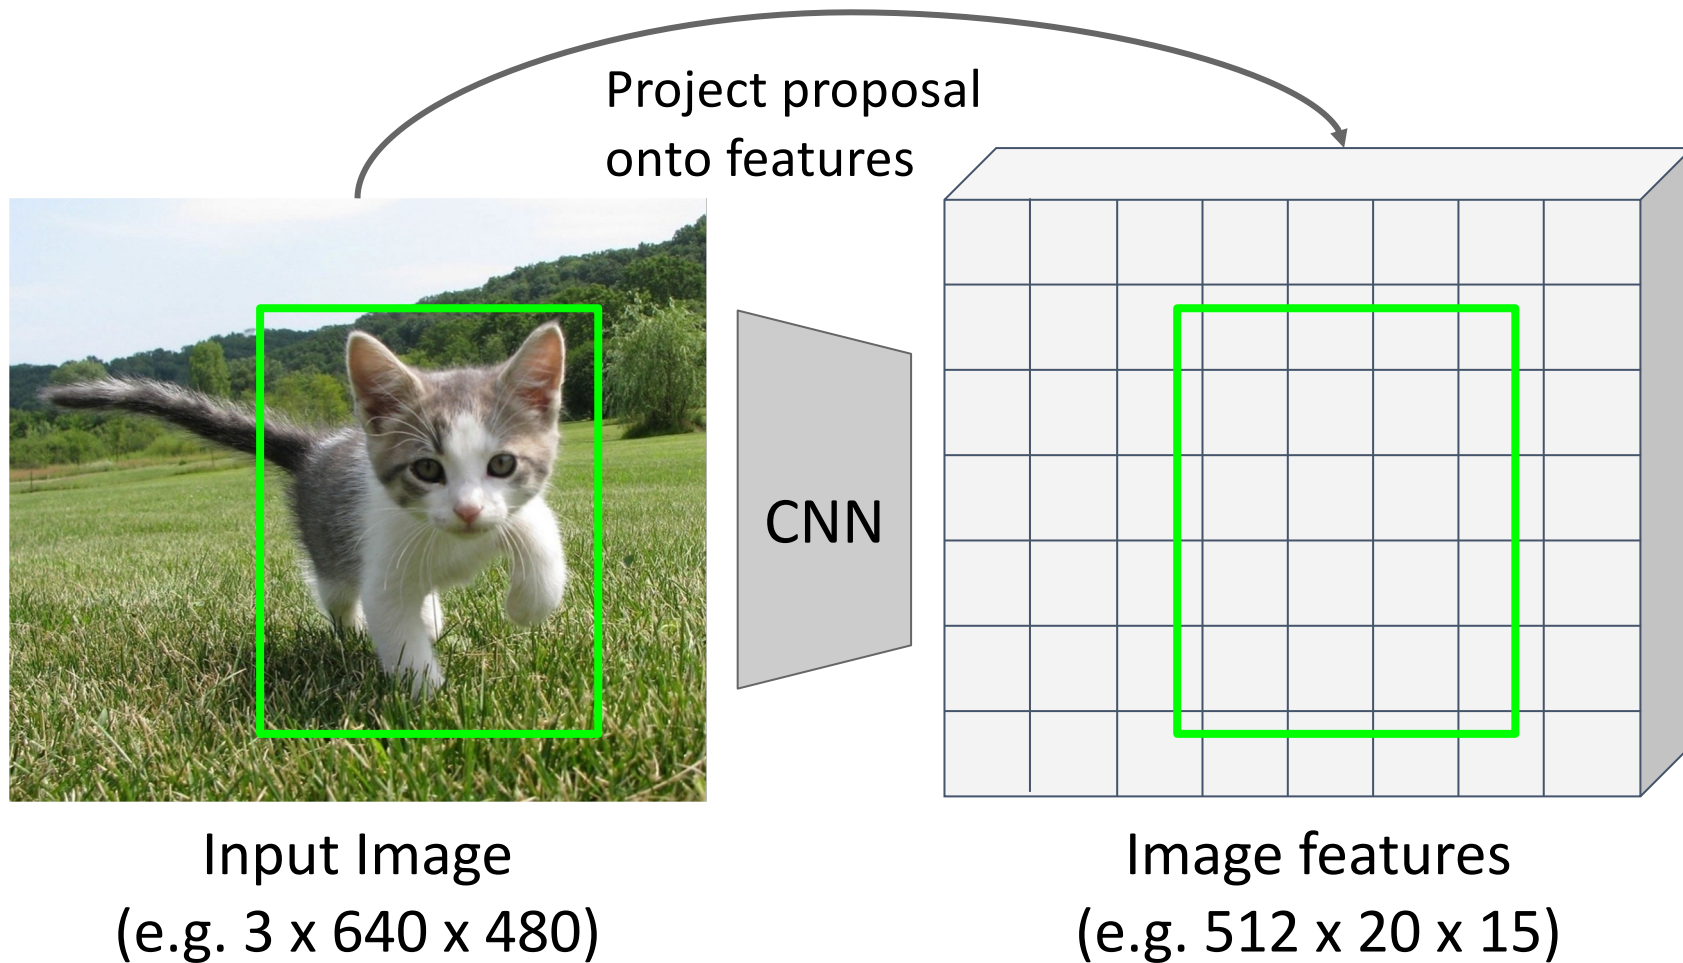 Project proposal
onto features
CNN
Input Image
(e.g. 3 x 640 x 480)
Image features
(e.g. 512 x 20 x 15)